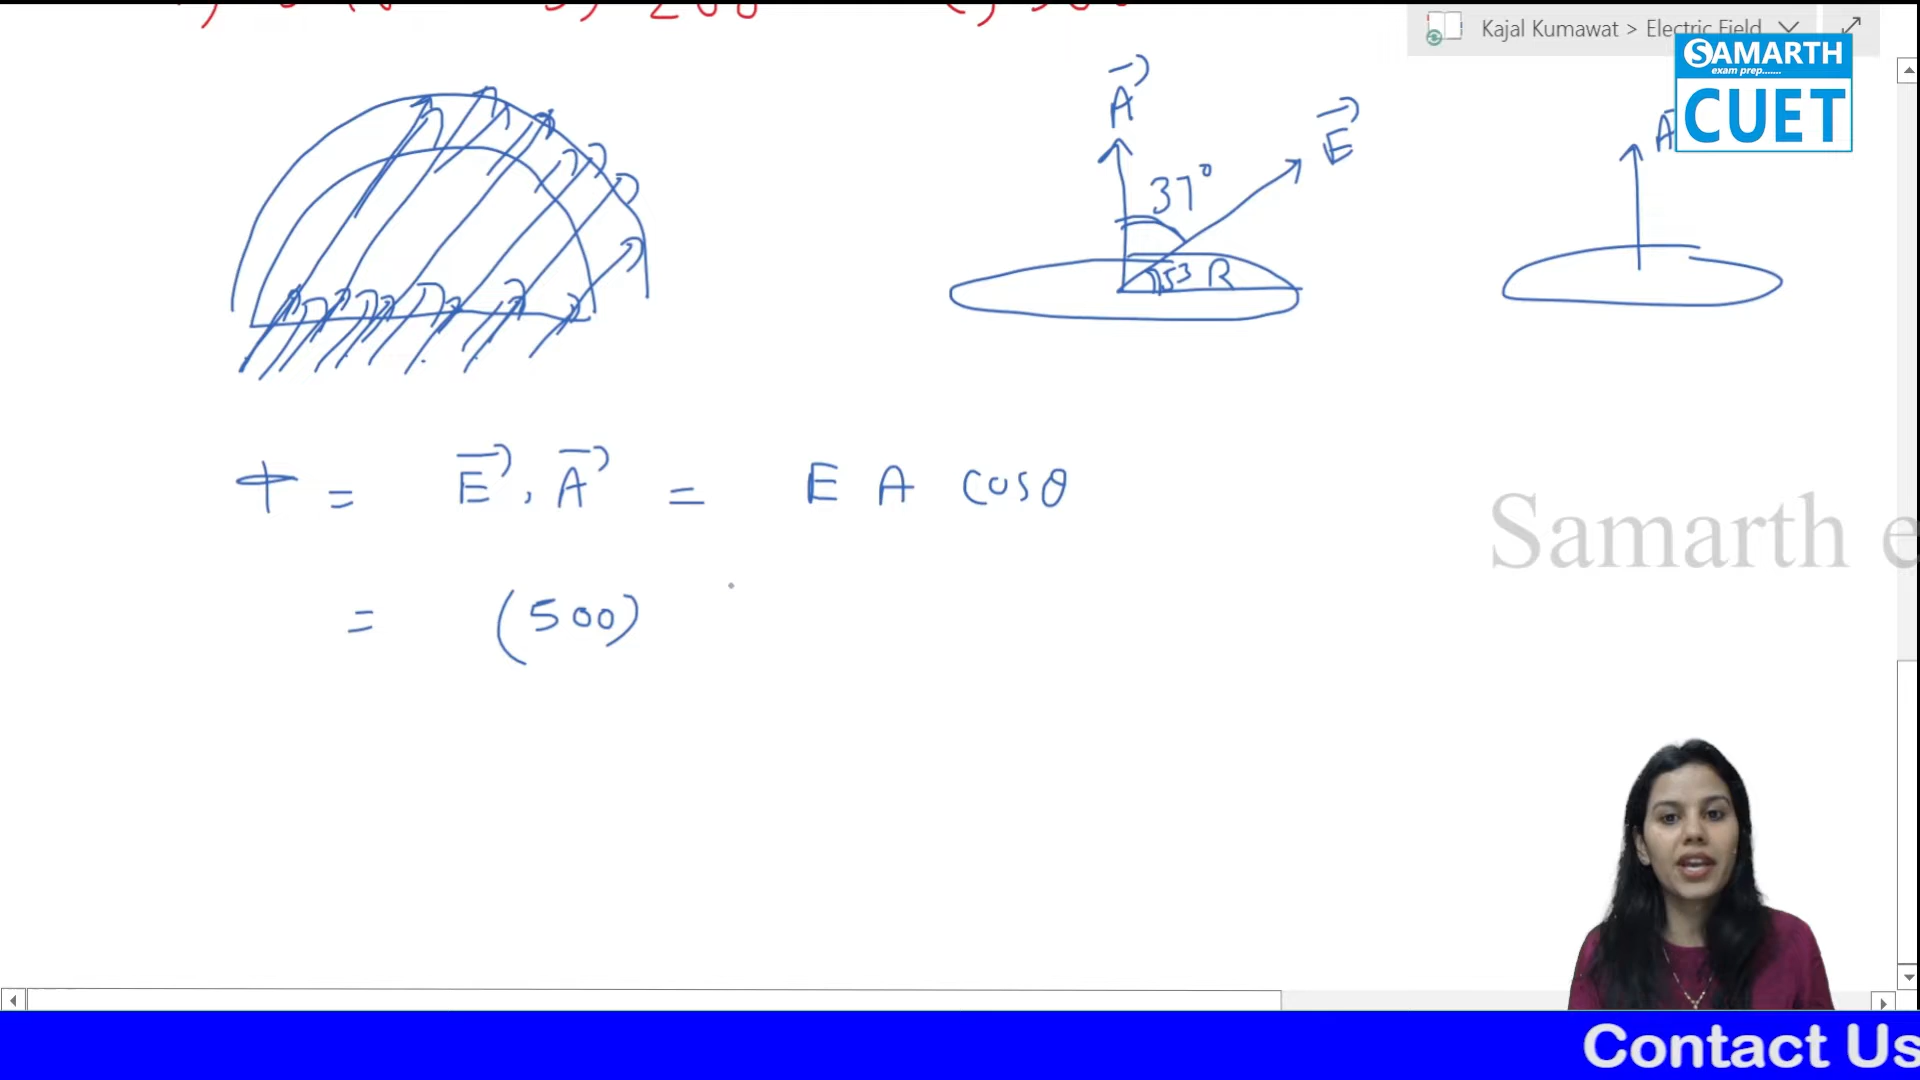 Kajal Kumawat > Electric Field
SAMARTH
exam prep......
CUET
A
E
A
37°
53 R
ϕ = E . A = E A cosθ
= (500)
Samarth e
Contact Us